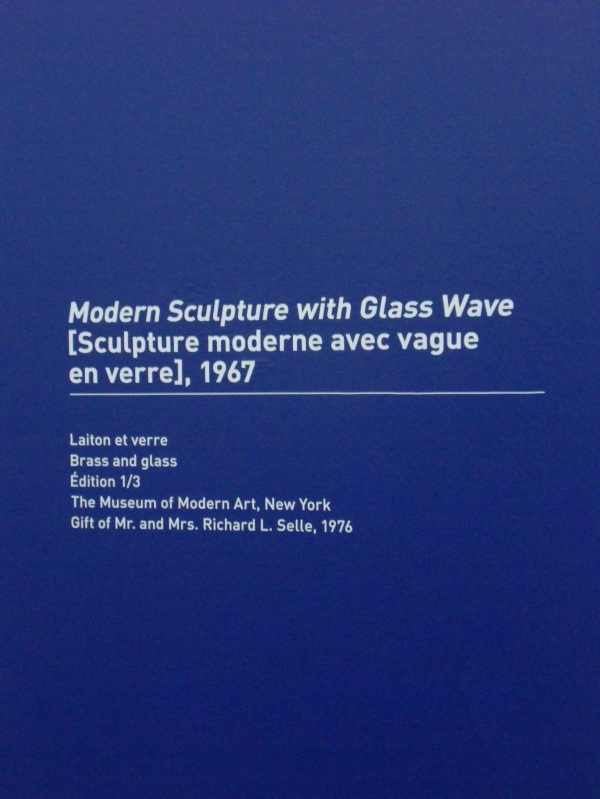 Modern Sculpture with Glass Wave
[Sculpture moderne avec vague
en verre], 1967
Laiton et verre
Brass and glass
Édition 1/3
The Museum of Modern Art, New York
Gift of Mr. and Mrs. Richard L. Selle, 1976